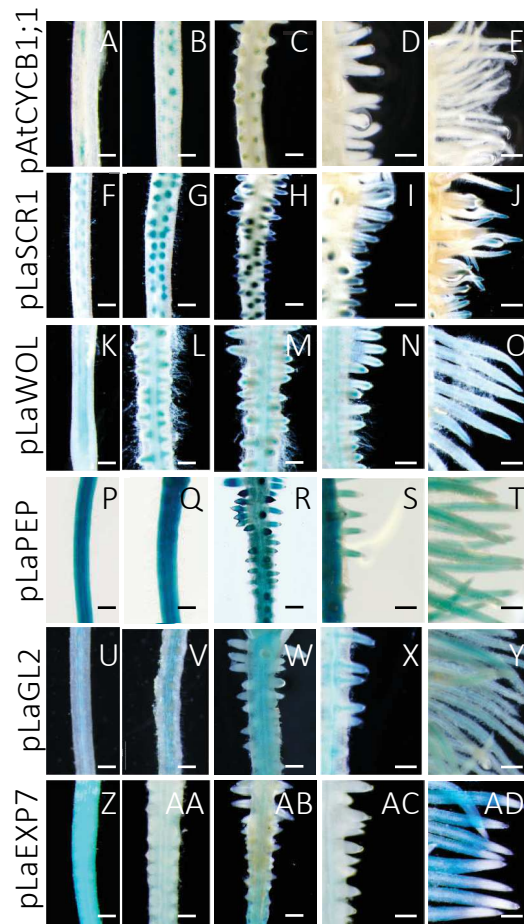 pAtCYCB1;1 A B C D E
pLaSCR1 F G H I J
pLaWOL K L M N O
pLaPEP P Q R S T
pLaGL2 U V W X Y
pLaEXP7 Z AA AB AC AD